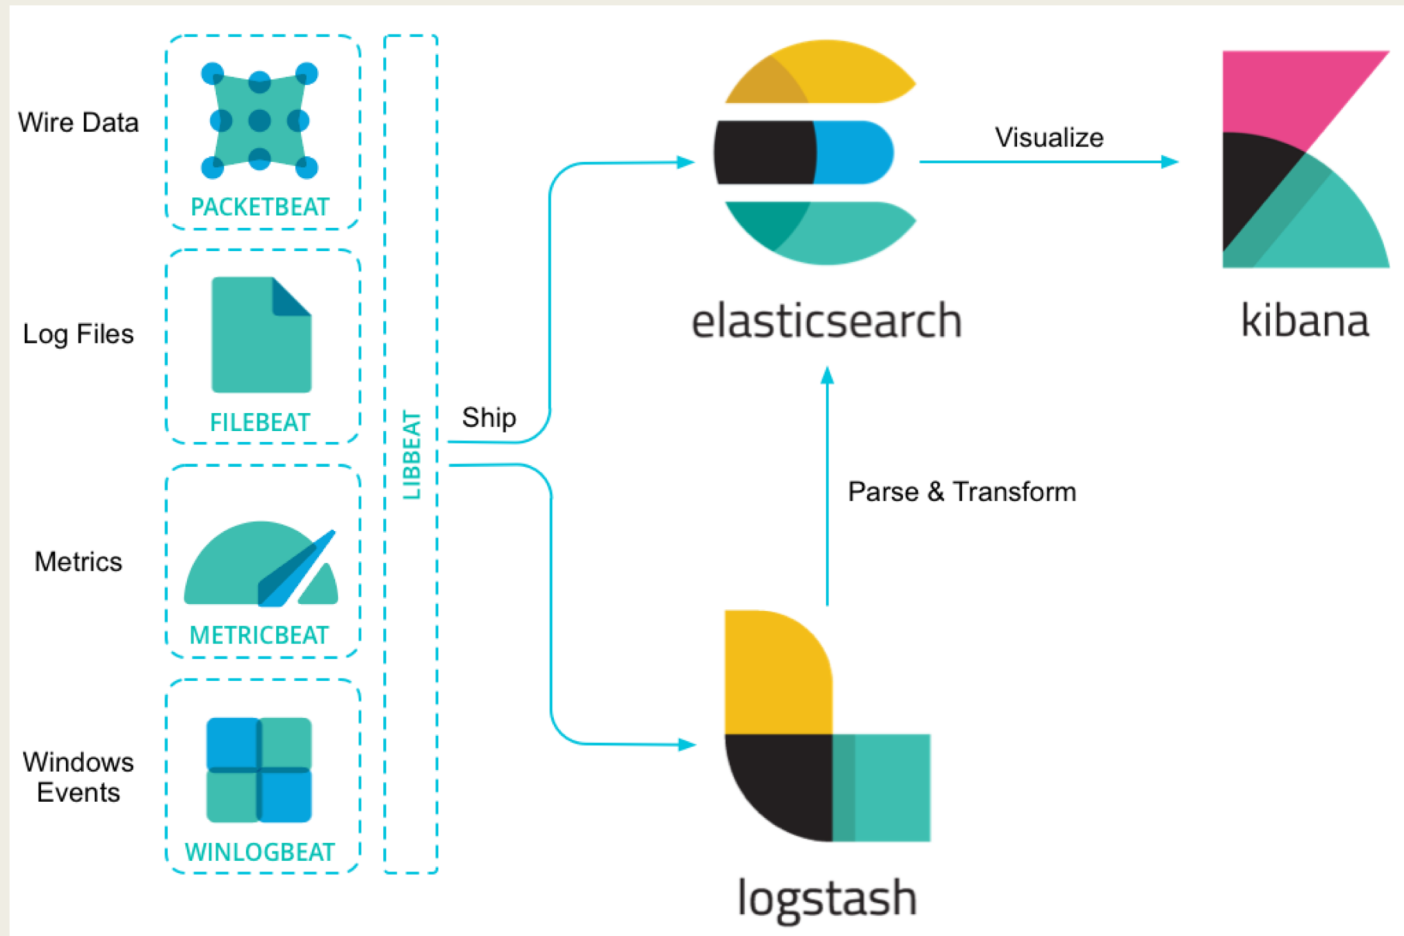 Wire Data
PACKETBEAT
Log Files
FILEBEAT
Metrics
METRICBEAT
Windows
Events
WINLOGBEAT
LIBBEAT
Ship
elasticsearch
Visualize
kibana
Parse & Transform
logstash